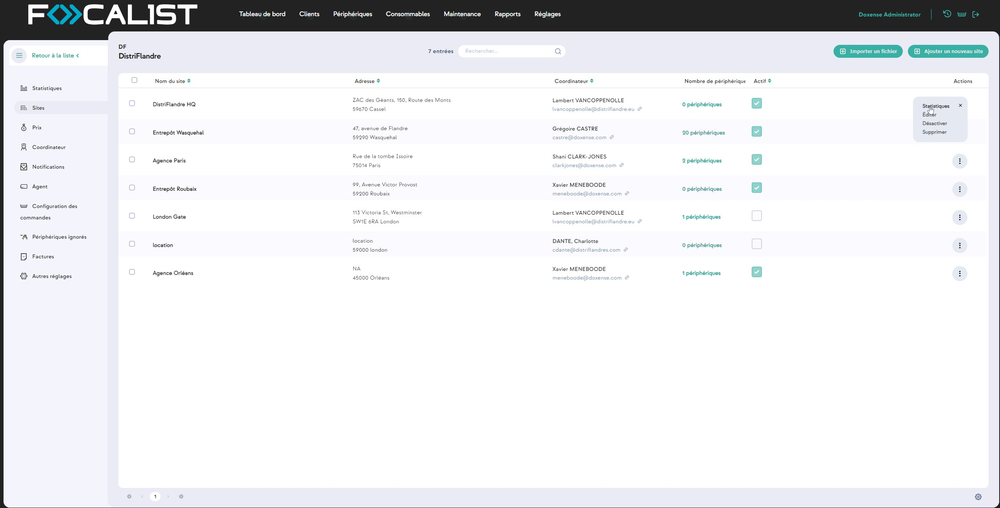 FOCALIST
Tableau de bord Clients Périphériques Consommables Maintenance Rapports Réglages
Doxense Administrator
Retour à la liste
DF
DistriFlandre
7 entrées Rechercher...
Importer un fichier Ajouter un nouveau site
Statistiques
Sites
Prix
Coordinateur
Notifications
Agent
Configuration des
commandes
Périphériques ignorés
Factures
Autres réglages
Nom du site Adresse Coordinateur Nombre de périphérique Actif Actions
DistriFlandre HQ
ZAC des Géants, 150, Route des Monts
59670 Cassel
Lambert VANCOPPENOLLE
lvancoppenolle@distriflandre.eu
0 périphériques
Statistiques
Éditer
Désactiver
Supprimer
Entrepôt Wasquehal
47, avenue de Flandre
59290 Wasquehal
Grégoire CASTRE
castre@doxense.com
20 périphériques
Agence Paris
Rue de la tombe Issoire
75014 Paris
Shani CLARK-JONES
clarkjones@doxense.com
2 périphériques
Entrepôt Roubaix
99, Avenue Victor Provost
59200 Roubaix
Xavier MENEBOODE
meneboode@doxense.com
0 périphériques
London Gate
113 Victoria St, Westminster
SW1E 6RA London
Lambert VANCOPPENOLLE
lvancoppenolle@distriflandre.eu
1 périphériques
location
location
59000 london
DANTE, Charlotte
cdante@distriflandres.com
0 périphériques
Agence Orléans
NA
45000 Orléans
Xavier MENEBOODE
meneboode@doxense.com
1 périphériques
1